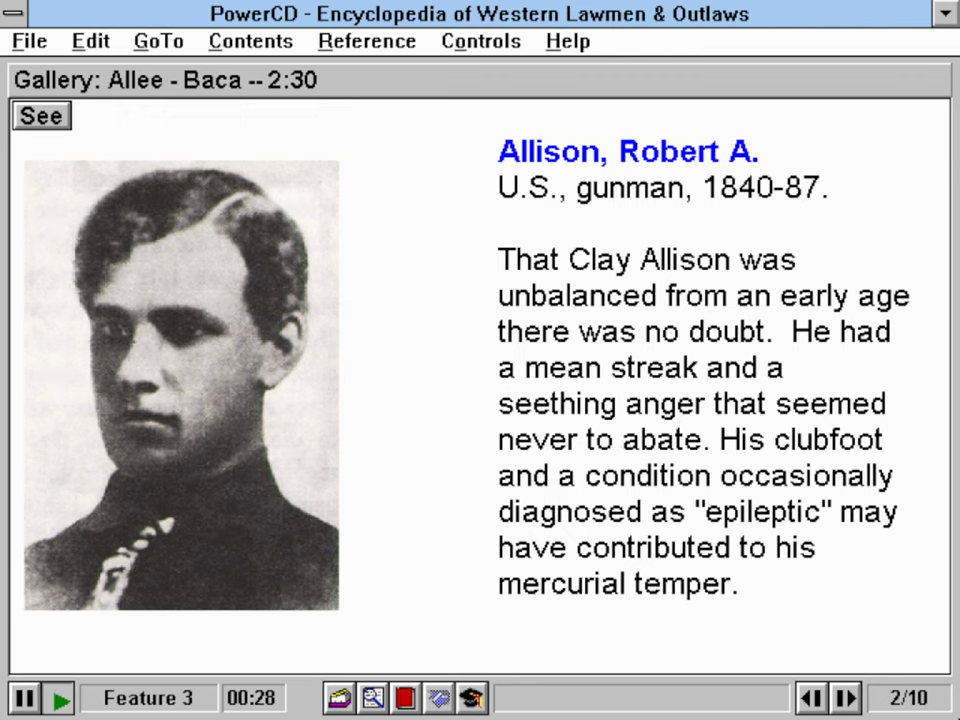 PowerCD - Encyclopedia of Western Lawmen & Outlaws
File Edit GoTo Contents Reference Controls Help
Gallery: Allee - Baca -- 2:30
See
Allison, Robert A.
U.S., gunman, 1840-87.
That Clay Allison was
unbalanced from an early age
there was no doubt.  He had
a mean streak and a
seething anger that seemed
never to abate. His clubfoot
and a condition occasionally
diagnosed as "epileptic" may
have contributed to his
mercurial temper.
Feature 3 00:28 2/10